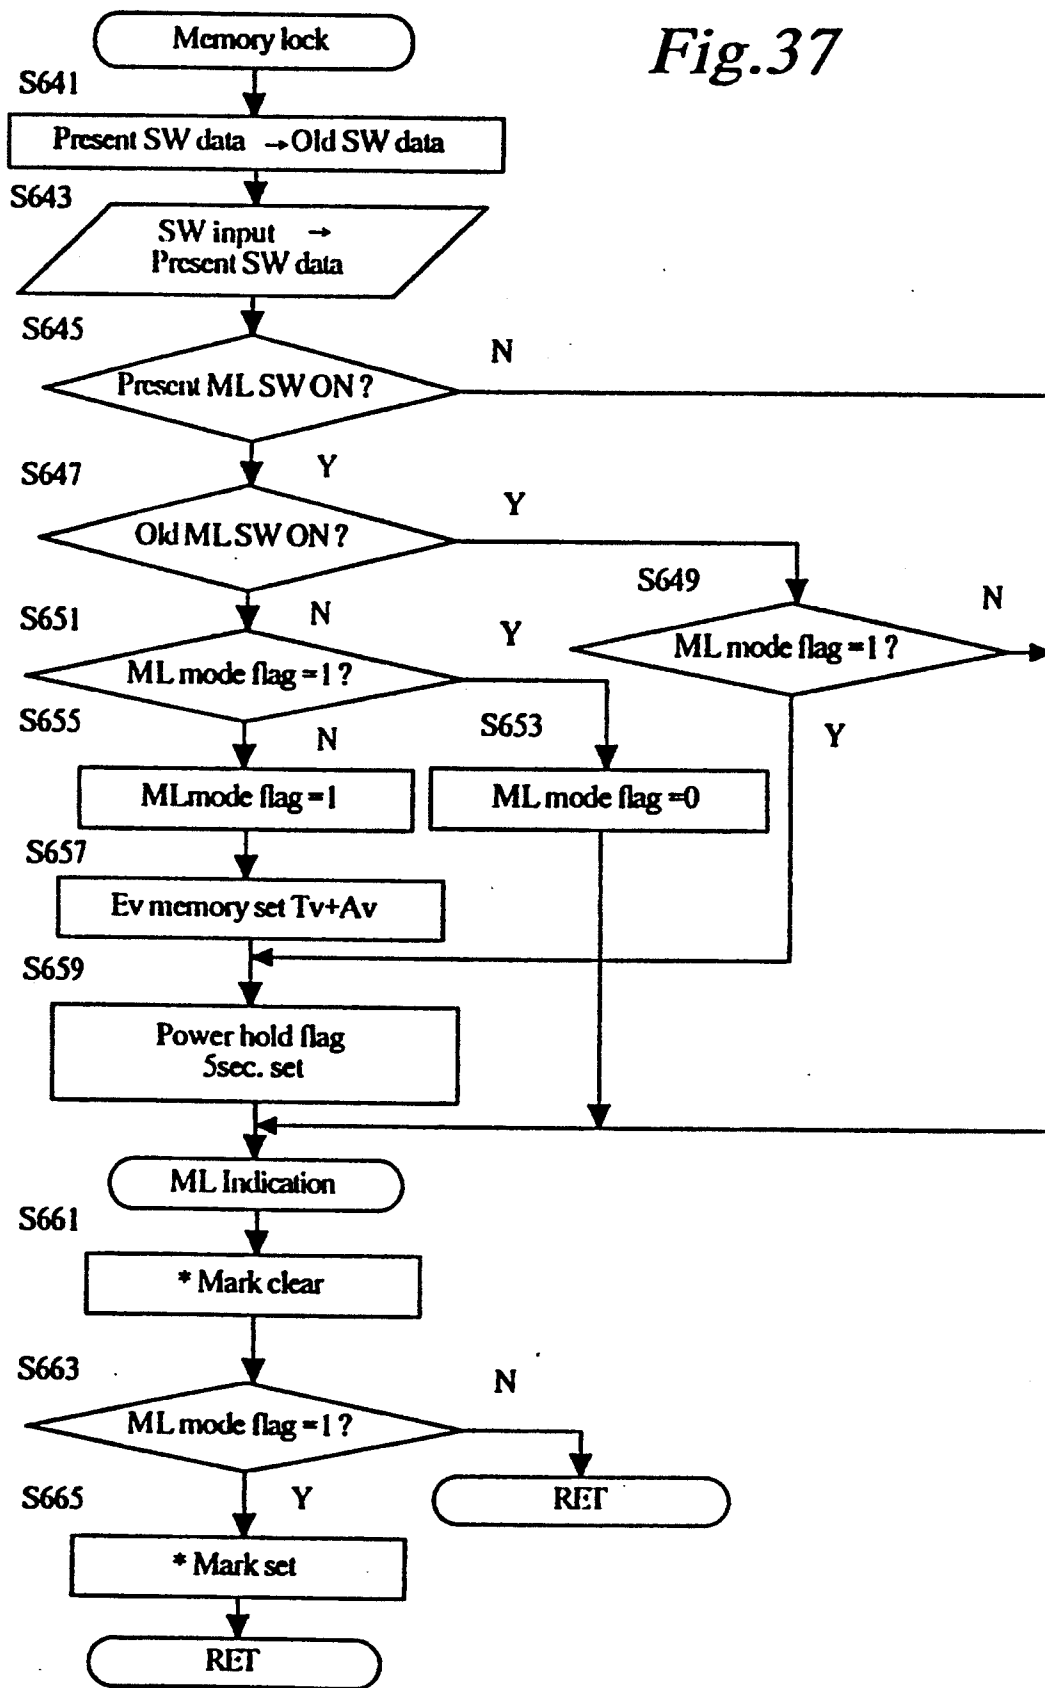 Fig.37
Memory lock
S641
Present SW data →Old SW data
S643
SW input →
Present SW data
S645
Present ML SW ON ?
N
Y
S647
Old ML SW ON ?
Y
N
S649
ML mode flag =1 ?
N
Y
S651
ML mode flag =1 ?
Y
N
S653
ML mode flag =0
S655
MLmode flag =1
S657
Ev memory set Tv+Av
S659
Power hold flag
5sec. set
ML Indication
S661
* Mark clear
S663
ML mode flag =1 ?
N
RET
Y
S665
* Mark set
RET